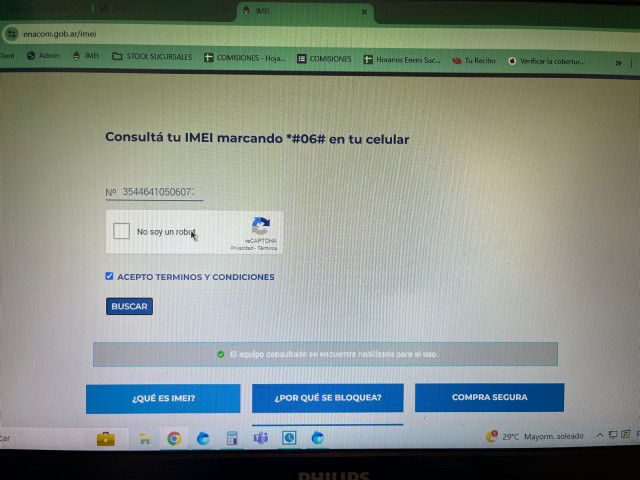 IMEI
enacom.gob.ar/imei
Admin IMEI STOCK SUCURSALES COMISIONES - Hoja... COMISIONES Horarios Enero Suc... Tu Recibo Verificar la cobertur... »
Consultá tu IMEI marcando *#06# en tu celular
Nº 3544641050607
No soy un robot
reCAPTCHA
Privacidad - Términos
ACEPTO TERMINOS Y CONDICIONES
BUSCAR
El equipo consultado se encuentra habilitado para el uso.
¿QUÉ ES IMEI? ¿POR QUÉ SE BLOQUEA? COMPRA SEGURA
car 29°C Mayorm. soleado
PHILIPS